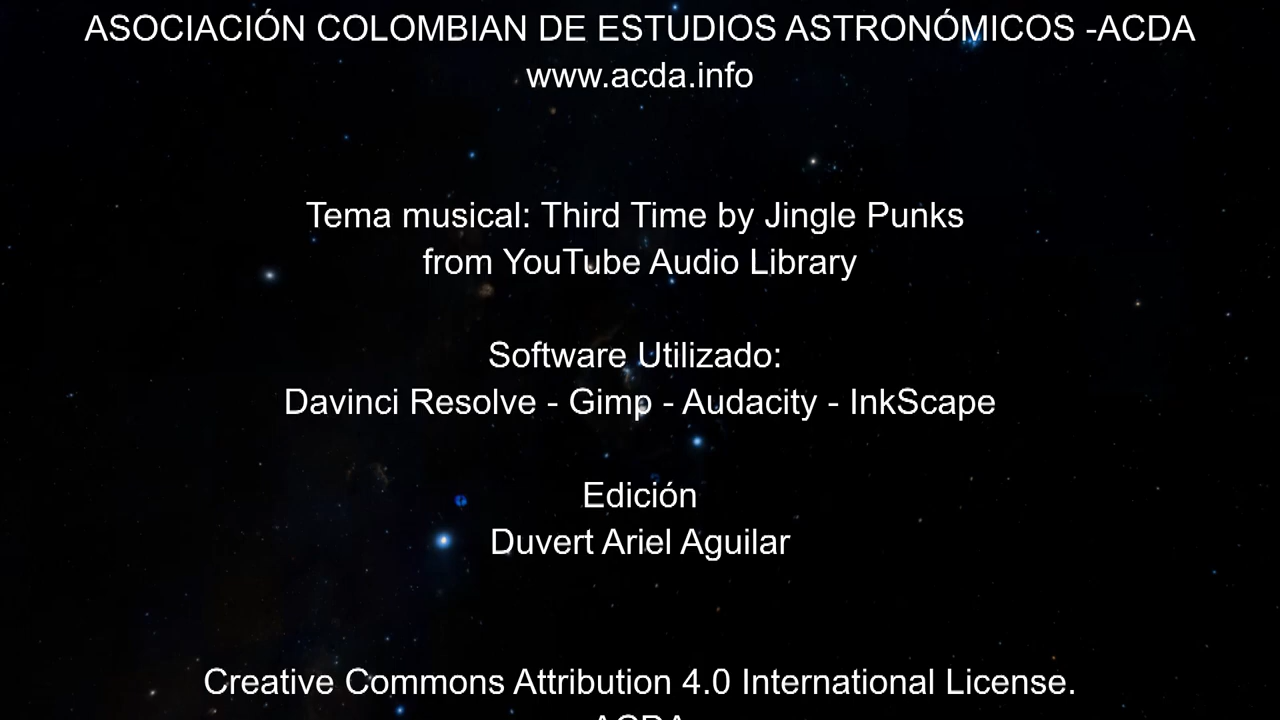 ASOCIACIÓN COLOMBIAN DE ESTUDIOS ASTRONÓMICOS -ACDA
www.acda.info
Tema musical: Third Time by Jingle Punks
from YouTube Audio Library
Software Utilizado:
Davinci Resolve - Gimp - Audacity - InkScape
Edición
Duvert Ariel Aguilar
Creative Commons Attribution 4.0 International License.
ACDA